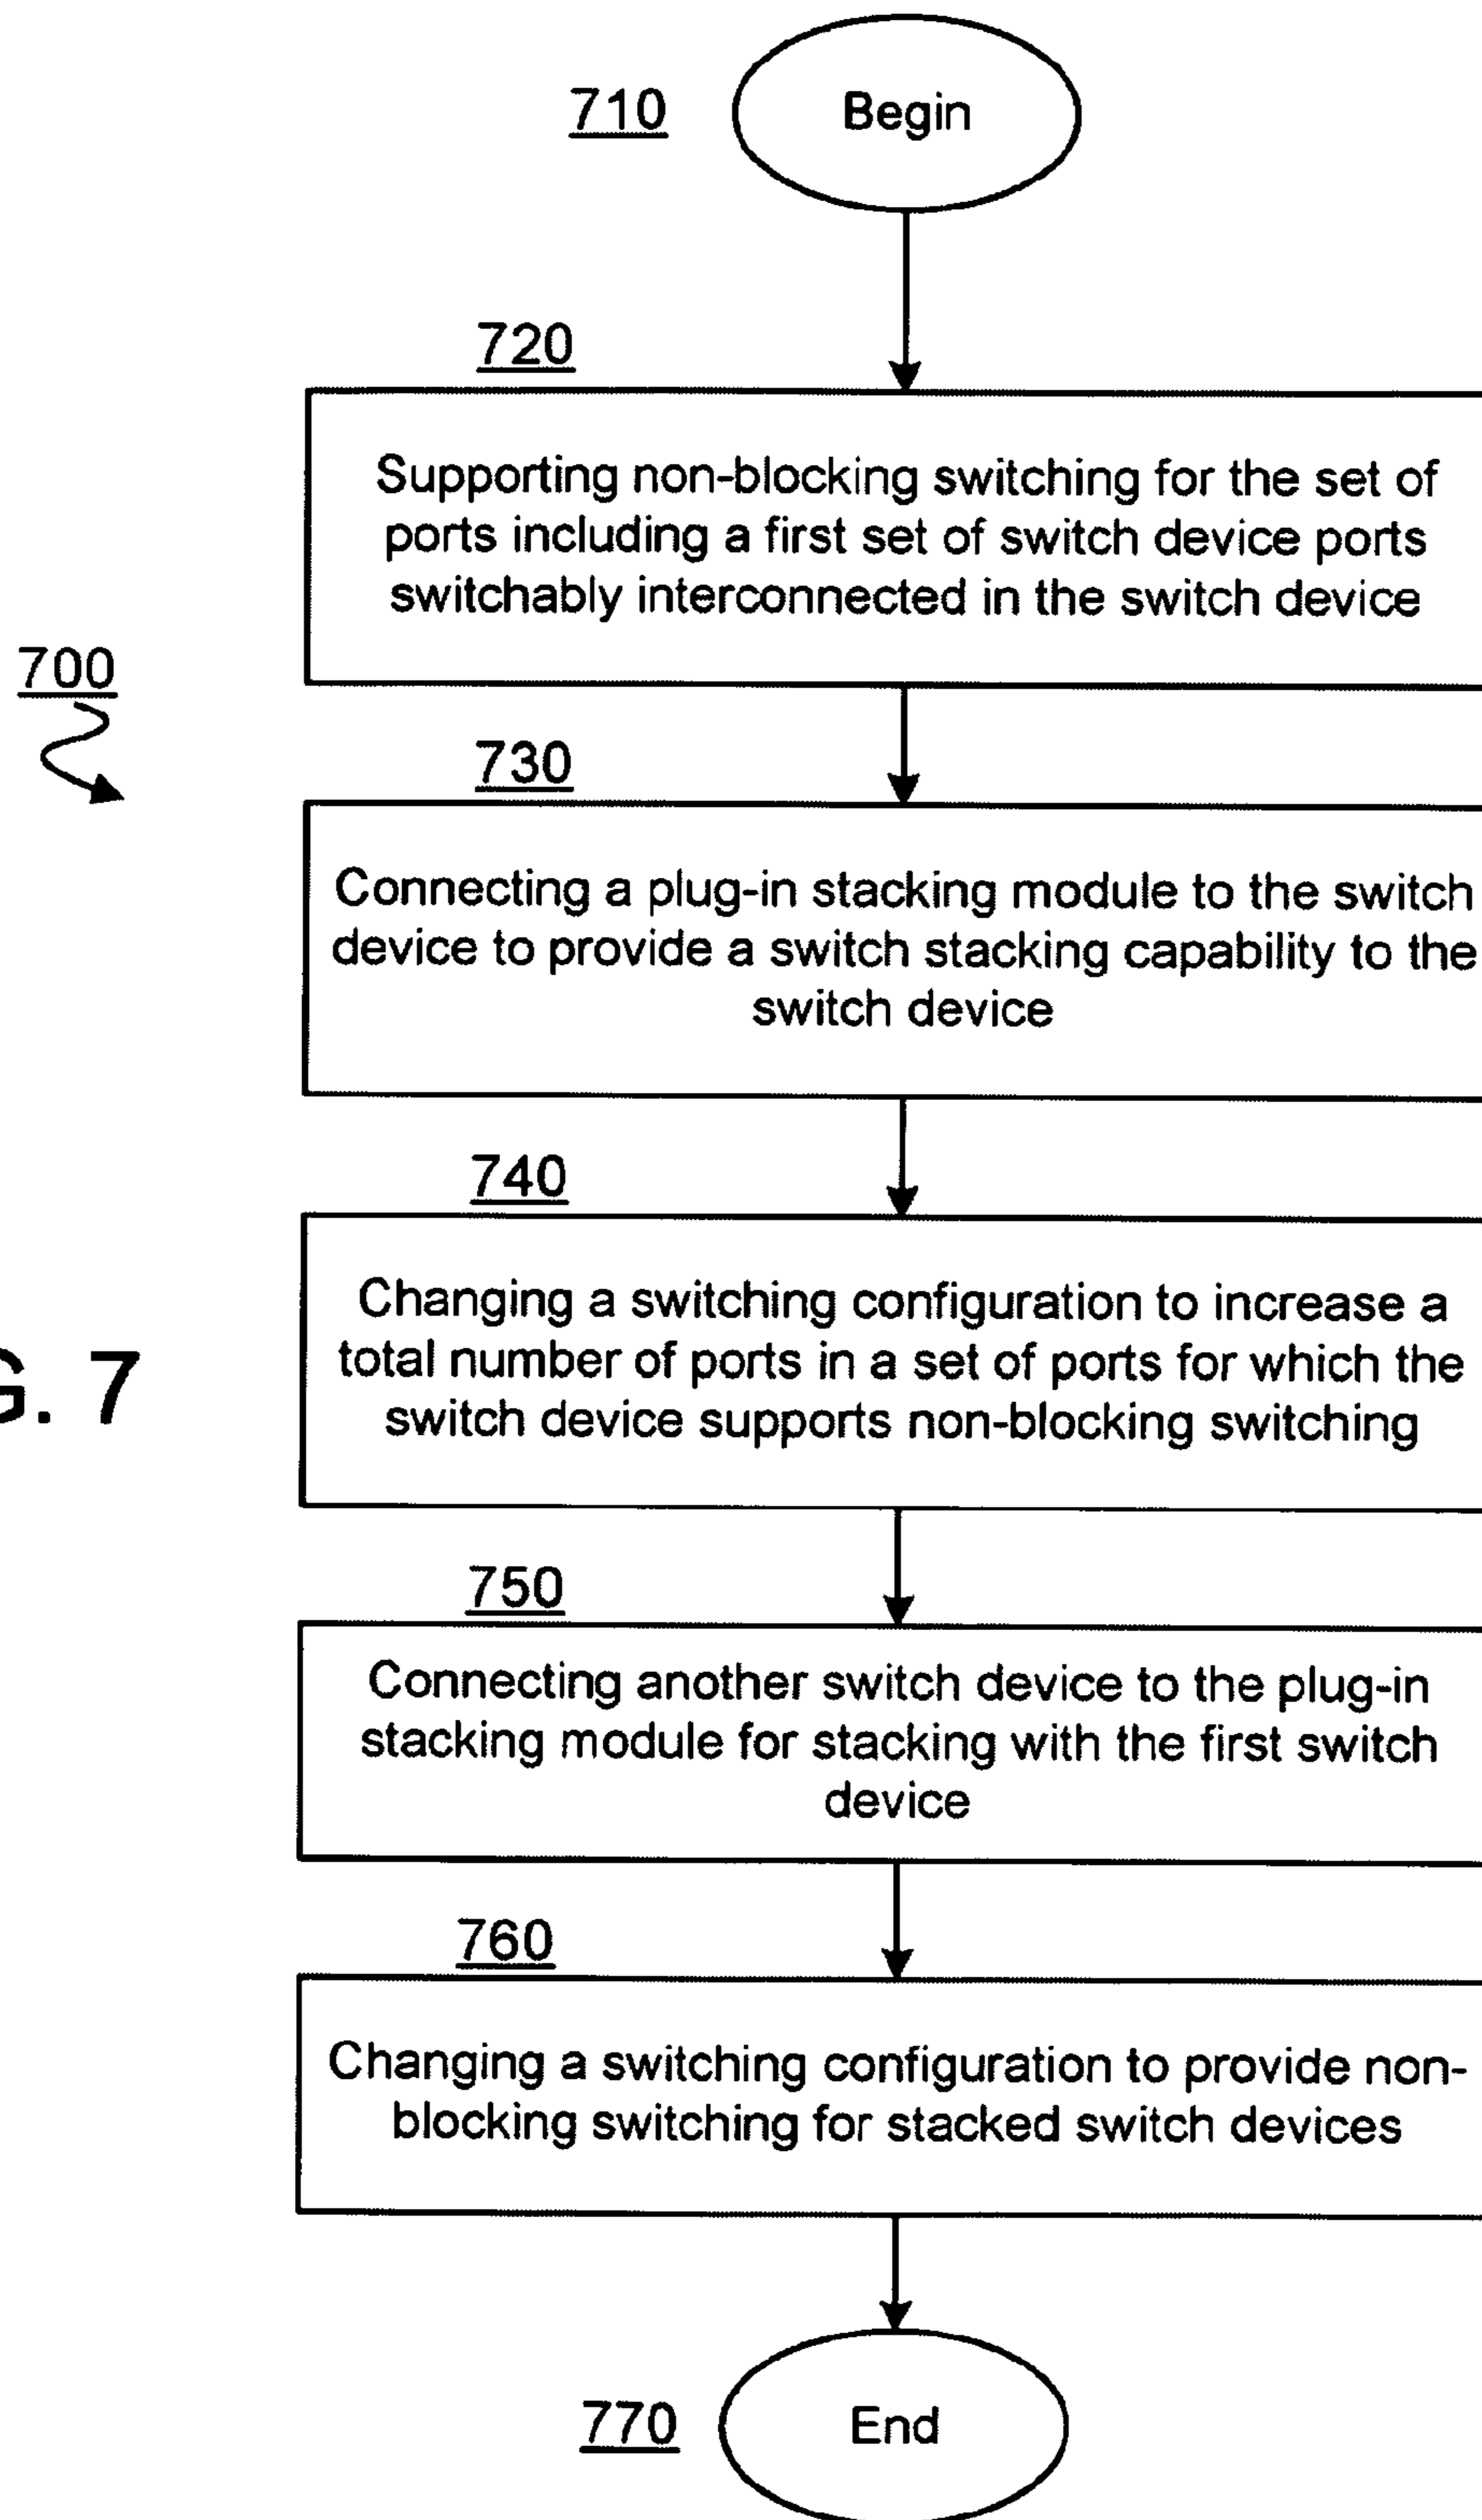 710
Begin
720
Supporting non-blocking switching for the set of
ports including a first set of switch device ports
switchably interconnected in the switch device
700
730
Connecting a plug-in stacking module to the switch
device to provide a switch stacking capability to the
switch device
740
Changing a switching configuration to increase a
total number of ports in a set of ports for which the
switch device supports non-blocking switching
G. 7
750
Connecting another switch device to the plug-in
stacking module for stacking with the first switch
device
760
Changing a switching configuration to provide non-
blocking switching for stacked switch devices
770
End